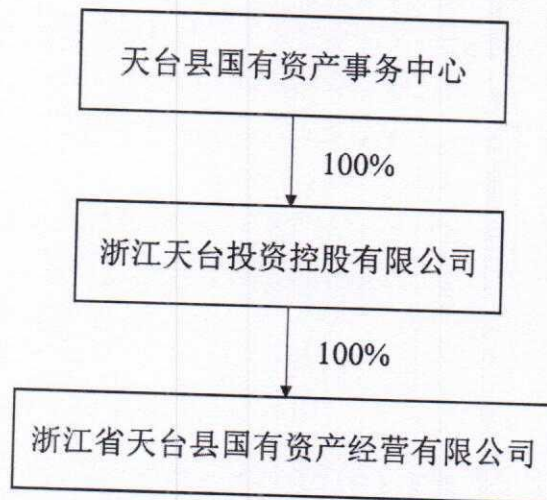 天台县国有资产事务中心
100%
浙江天台投资控股有限公司
100%
浙江省天台县国有资产经营有限公司